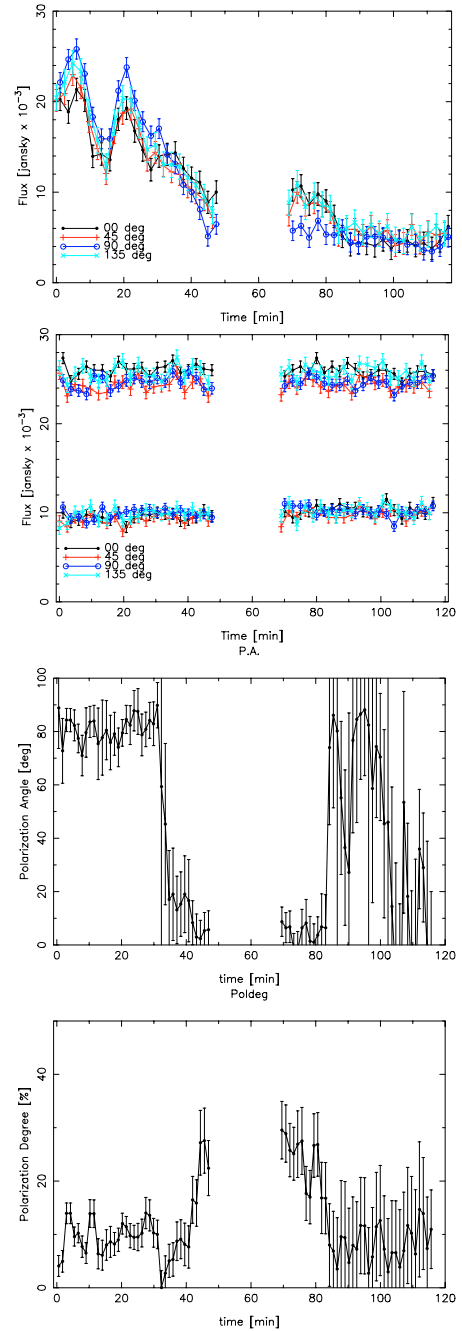 30
20
10
0
Flux [jansky x 10⁻³]
00 deg
45 deg
90 deg
135 deg
0 20 40 60 80 100
Time [min]
30
20
10
0
Flux [jansky x 10⁻³]
00 deg
45 deg
90 deg
135 deg
0 20 40 60 80 100 120
Time [min]
P.A.
100
80
60
40
20
0
Polarization Angle [deg]
0 20 40 60 80 100 120
time [min]
Poldeg
40
20
0
Polarization Degree [%]
0 20 40 60 80 100 120
time [min]